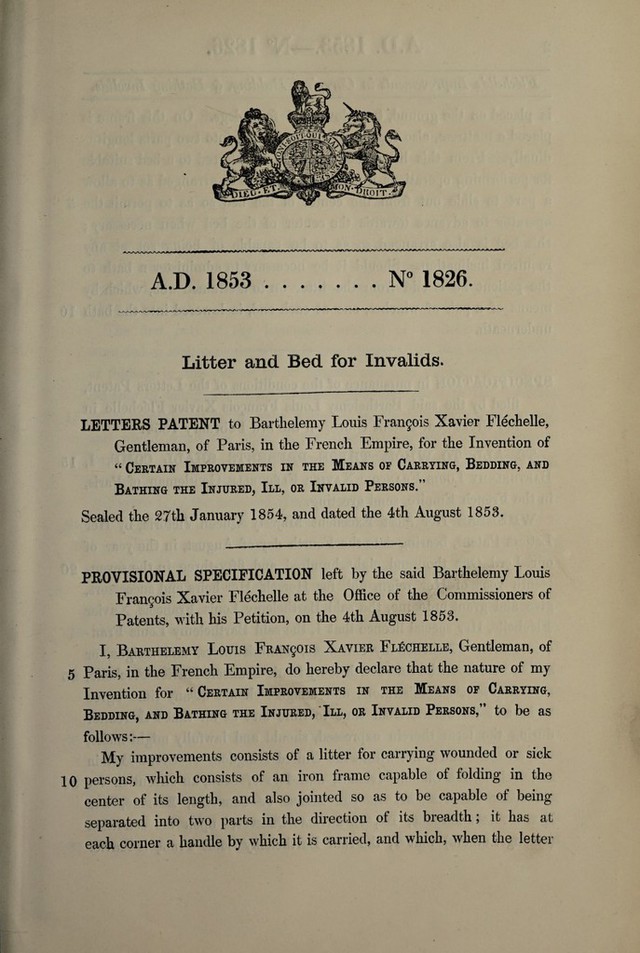 HONI SOIT QUI MAL
DIEU ET MON DROIT
A.D. 1853 . . . . . . . . N° 1826.
Litter and Bed for Invalids.
LETTERS PATENT to Barthelemy Louis François Xavier Fléchelle,
Gentleman, of Paris, in the French Empire, for the Invention of
“ CERTAIN IMPROVEMENTS IN THE MEANS OF CARRYING, BEDDING, AND
BATHING THE INJURED, ILL, OR INVALID PERSONS.”
Sealed the 27th January 1854, and dated the 4th August 1853.
PROVISIONAL SPECIFICATION left by the said Barthelemy Louis
François Xavier Fléchelle at the Office of the Commissioners of
Patents, with his Petition, on the 4th August 1853.
I, BARTHELEMY LOUIS FRANÇOIS XAVIER FLÉCHELLE, Gentleman, of
5 Paris, in the French Empire, do hereby declare that the nature of my
Invention for “ CERTAIN IMPROVEMENTS IN THE MEANS OF CARRYING,
BEDDING, AND BATHING THE INJURED, ILL, OR INVALID PERSONS,” to be as
follows:—
My improvements consists of a litter for carrying wounded or sick
10 persons, which consists of an iron frame capable of folding in the
center of its length, and also jointed so as to be capable of being
separated into two parts in the direction of its breadth; it has at
each corner a handle by which it is carried, and which, when the letter